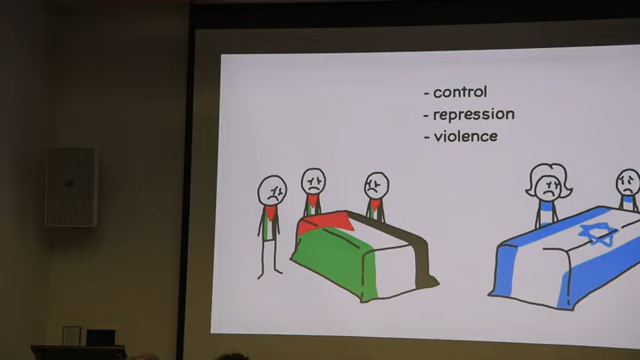 - control
- repression
- violence